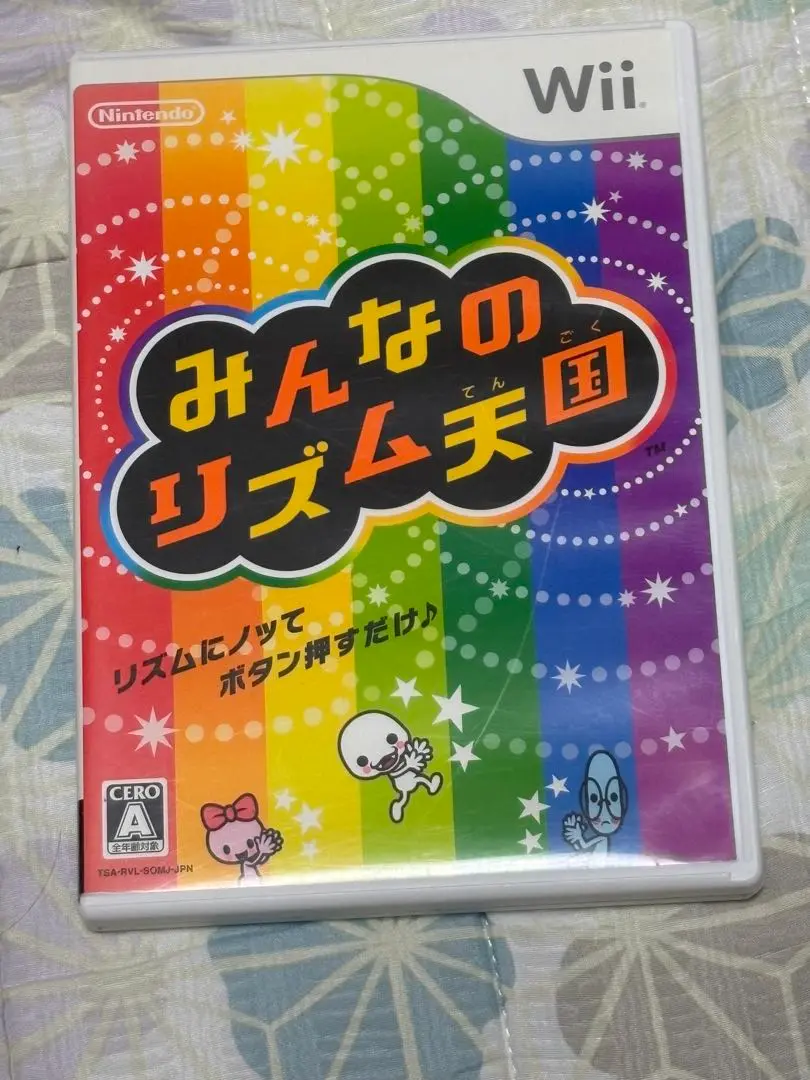 Wii
Nintendo
みんなの
リズム天国
てん
ごく
TM
リズムにノッて
ボタン押すだけ♪
CERO
A
全年齢対象
TSA-RVL-SOMJ-JPN